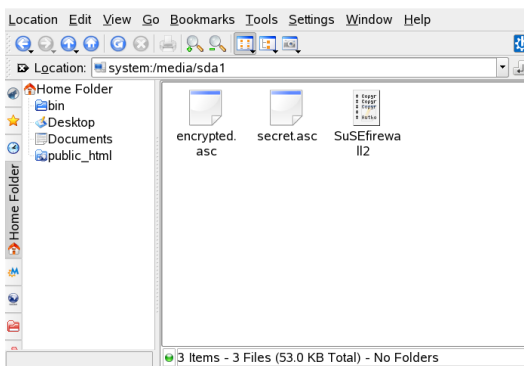 Location Edit View Go Bookmarks Tools Settings Window Help
Location: system:/media/sda1
Home Folder
bin
Desktop
Documents
public_html
Home Folder
encrypted.
asc
secret.asc
SuSEfirewa
ll2
3 Items - 3 Files (53.0 KB Total) - No Folders